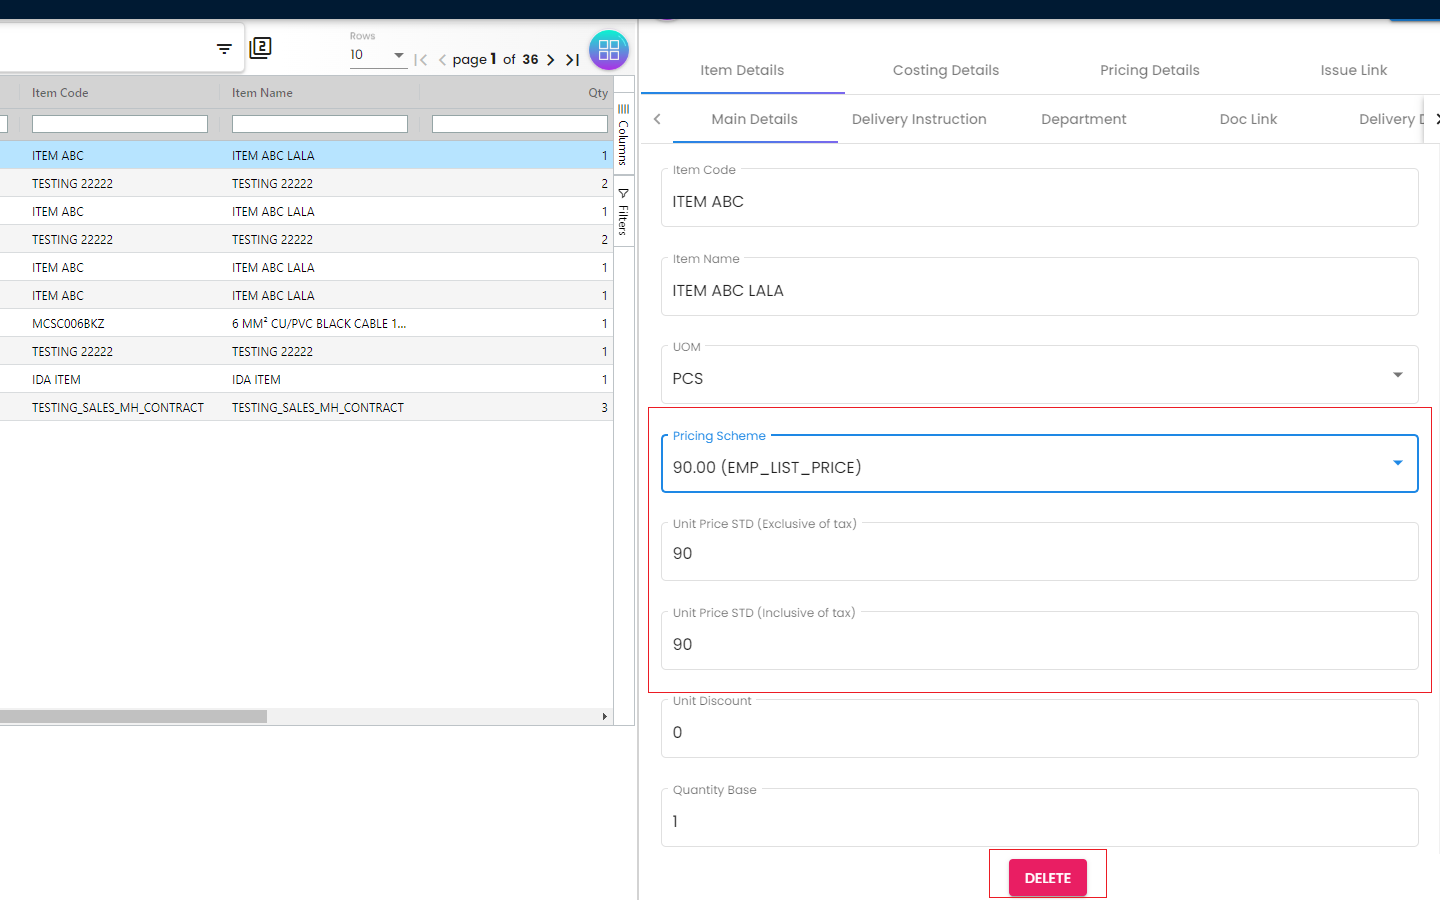 Rows
10
page 1 of 36
2
Item Code Item Name Qty
ITEM ABC ITEM ABC LALA 1
TESTING 22222 TESTING 22222 2
ITEM ABC ITEM ABC LALA 1
TESTING 22222 TESTING 22222 2
ITEM ABC ITEM ABC LALA 1
ITEM ABC ITEM ABC LALA 1
MCSC006BKZ 6 MM² CU/PVC BLACK CABLE 1... 1
TESTING 22222 TESTING 22222 1
IDA ITEM IDA ITEM 1
TESTING_SALES_MH_CONTRACT TESTING_SALES_MH_CONTRACT 3
Columns
Filters
Item Details Costing Details Pricing Details Issue Link
Main Details Delivery Instruction Department Doc Link Delivery
Item Code
ITEM ABC
Item Name
ITEM ABC LALA
UOM
PCS
Pricing Scheme
90.00 (EMP_LIST_PRICE)
Unit Price STD (Exclusive of tax)
90
Unit Price STD (Inclusive of tax)
90
Unit Discount
0
Quantity Base
1
DELETE